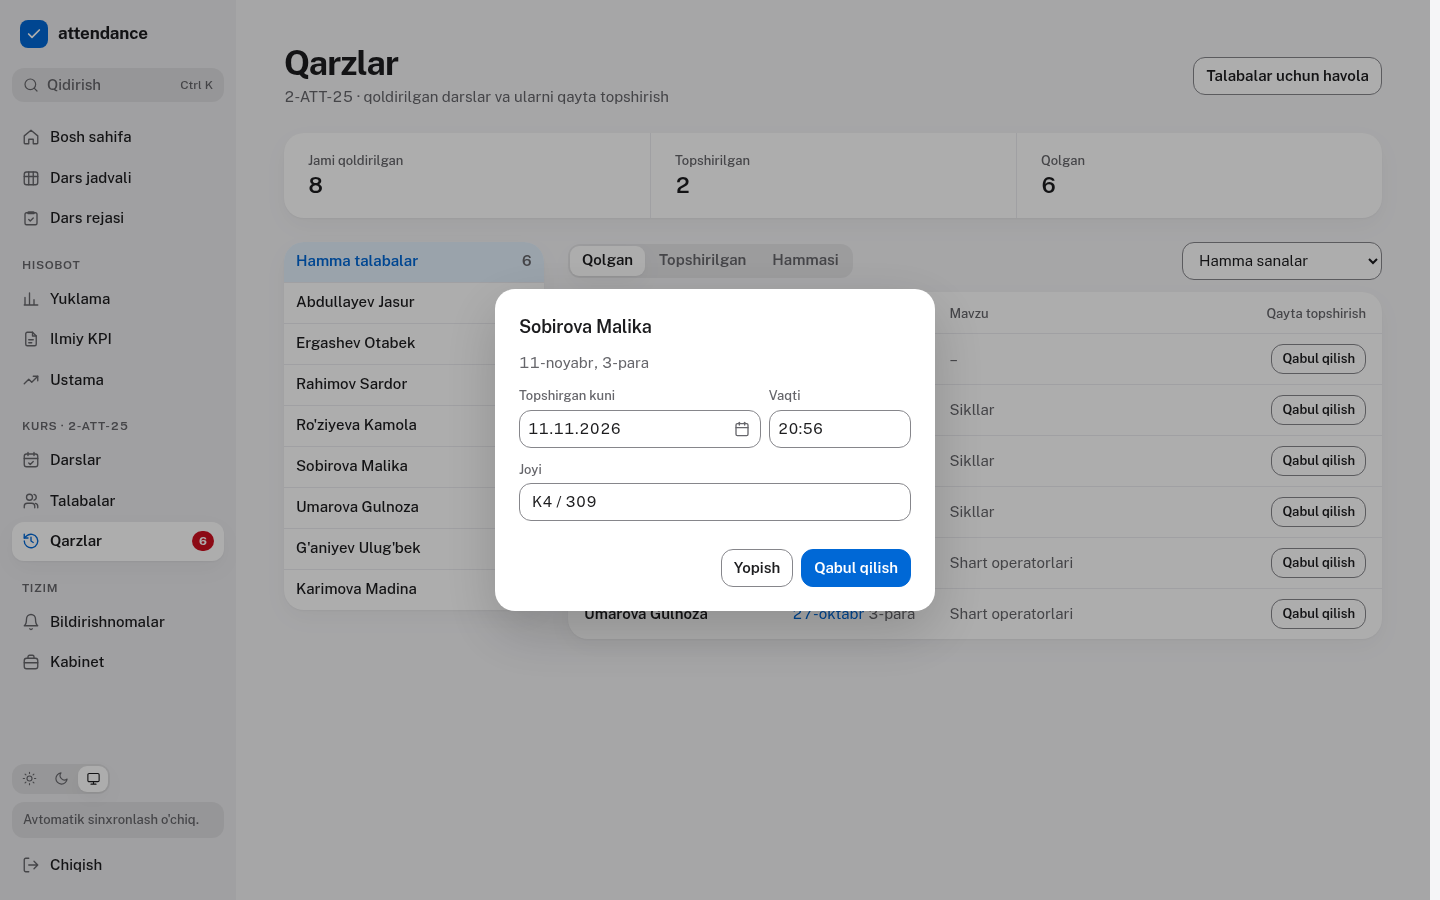 attendance
Qidirish Ctrl K
Bosh sahifa
Dars jadvali
Dars rejasi
HISOBOT
Yuklama
Ilmiy KPI
Ustama
KURS · 2-ATT-25
Darslar
Talabalar
Qarzlar 6
TIZIM
Bildirishnomalar
Kabinet
Avtomatik sinxronlash o'chiq.
Chiqish
Qarzlar
2-ATT-25 · qoldirilgan darslar va ularni qayta topshirish
Talabalar uchun havola
Jami qoldirilgan
8
Topshirilgan
2
Qolgan
6
Hamma talabalar 6
Abdullayev Jasur
Ergashev Otabek
Rahimov Sardor
Ro'ziyeva Kamola
Sobirova Malika
Umarova Gulnoza
G'aniyev Ulug'bek
Karimova Madina
Qolgan Topshirilgan Hammasi
Hamma sanalar
Mavzu Qayta topshirish
– Qabul qilish
Sikllar Qabul qilish
Sikllar Qabul qilish
Sikllar Qabul qilish
Shart operatorlari Qabul qilish
Umarova Gulnoza 27-oktabr 3-para Shart operatorlari Qabul qilish
Sobirova Malika
11-noyabr, 3-para
Topshirgan kuni Vaqti
11.11.2026 20:56
Joyi
K4 / 309
Yopish Qabul qilish